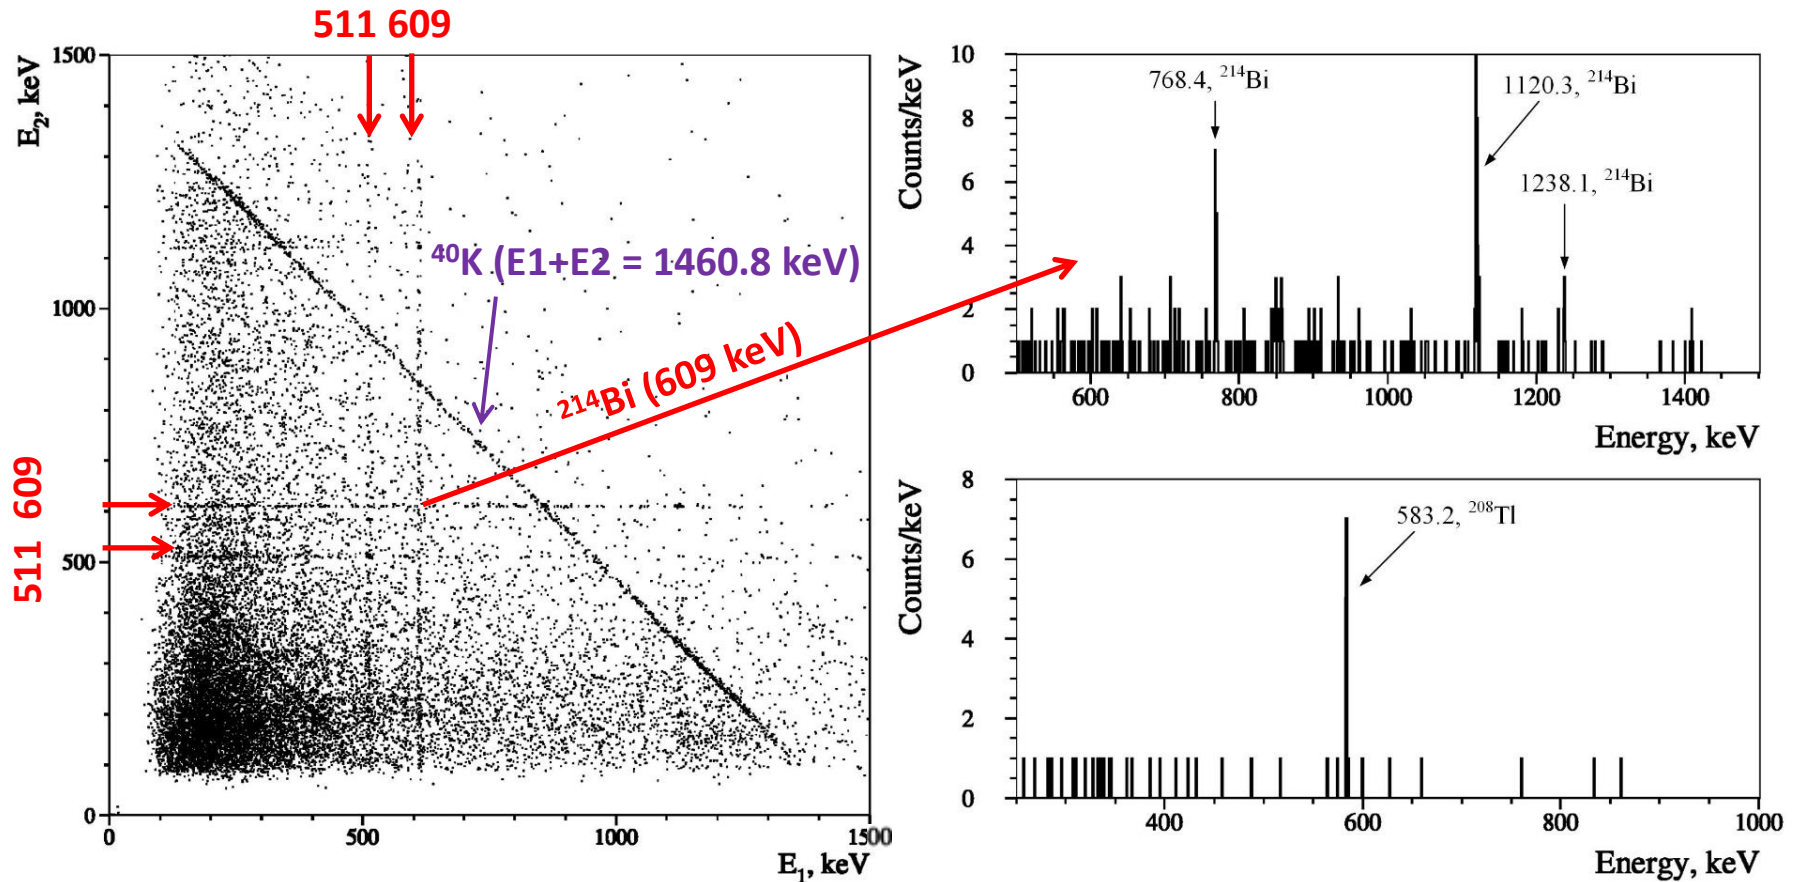 511 609
1500
E₂, keV
1000
500
0
511 609
⁴⁰K (E1+E2 = 1460.8 keV)
²¹⁴Bi (609 keV)
0
500
1000
1500
E₁, keV
10
8
6
4
2
0
Counts/keV
768.4, ²¹⁴Bi
1120.3, ²¹⁴Bi
1238.1, ²¹⁴Bi
600
800
1000
1200
1400
Energy, keV
8
6
4
2
0
Counts/keV
583.2, ²⁰⁸Tl
400
600
800
1000
Energy, keV